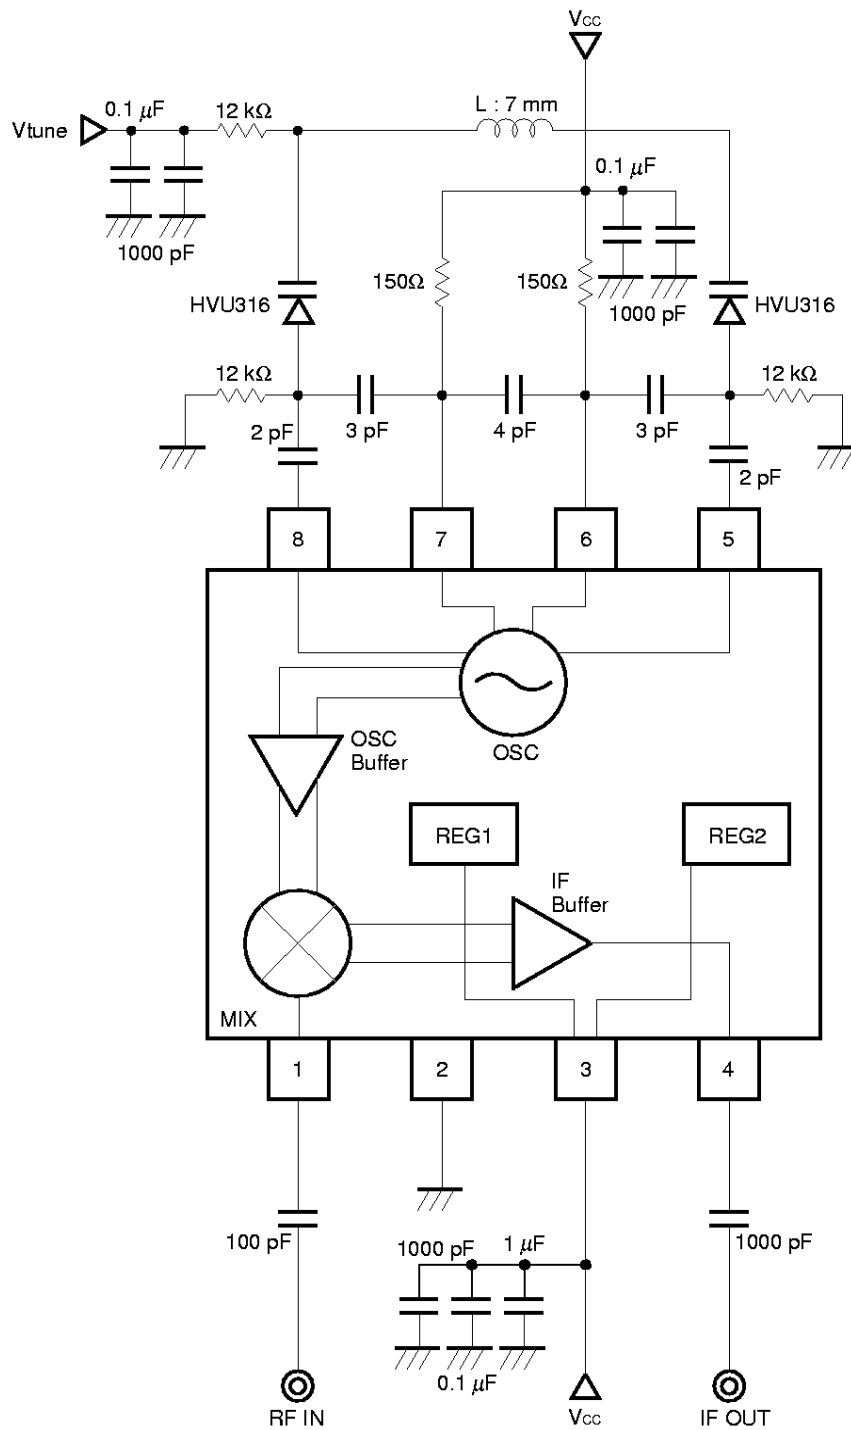 Vcc
0.1 μF
12 kΩ
L : 7 mm
Vtune
0.1 μF
1000 pF
150Ω
150Ω
HVU316
1000 pF
HVU316
12 kΩ
12 kΩ
2 pF
3 pF
4 pF
3 pF
2 pF
8
7
6
5
OSC
Buffer
OSC
REG1
REG2
IF
Buffer
MIX
1
2
3
4
100 pF
1000 pF
1 μF
1000 pF
0.1 μF
RF IN
Vcc
IF OUT